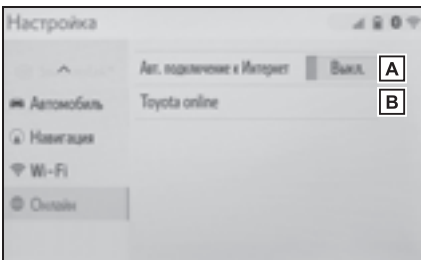 Настройка
Авт. подключение к Интернет Выкл. A
Автомобиль
Toyota online B
Навигация
Wi-Fi
Онлайн